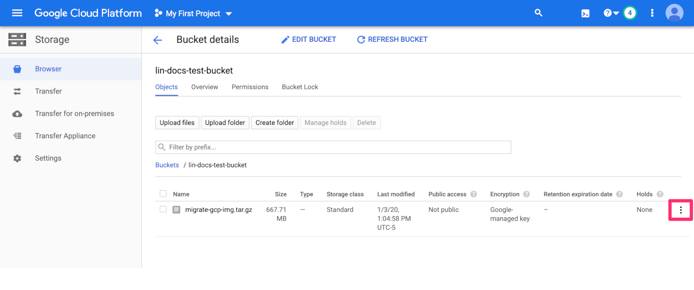 Google Cloud Platform
My First Project
4
Storage
Bucket details
EDIT BUCKET
REFRESH BUCKET
Browser
Transfer
Transfer for on-premises
Transfer Appliance
Settings
lin-docs-test-bucket
Objects Overview Permissions Bucket Lock
Upload files Upload folder Create folder Manage holds Delete
Filter by prefix...
Buckets / lin-docs-test-bucket
Name Size Type Storage class Last modified Public access Encryption Retention expiration date Holds
migrate-gcp-img.tar.gz 667.71 — Standard 1/3/20, Not public Google- – None
MB 1:04:58 PM managed key
UTC-5